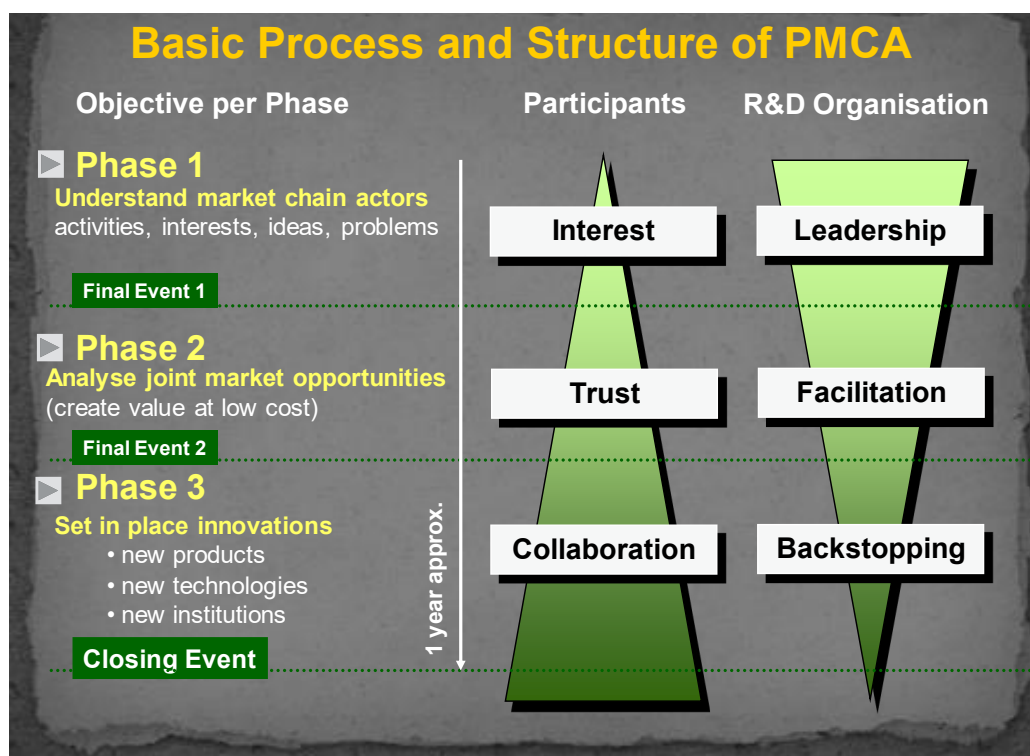 Basic Process and Structure of PMCA
Objective per Phase
Participants
R&D Organisation
Phase 1
Understand market chain actors
activities, interests, ideas, problems
Interest
Leadership
Final Event 1
Phase 2
Analyse joint market opportunities
(create value at low cost)
Trust
Facilitation
Final Event 2
Phase 3
Set in place innovations
• new products
• new technologies
• new institutions
Collaboration
Backstopping
1 year approx.
Closing Event